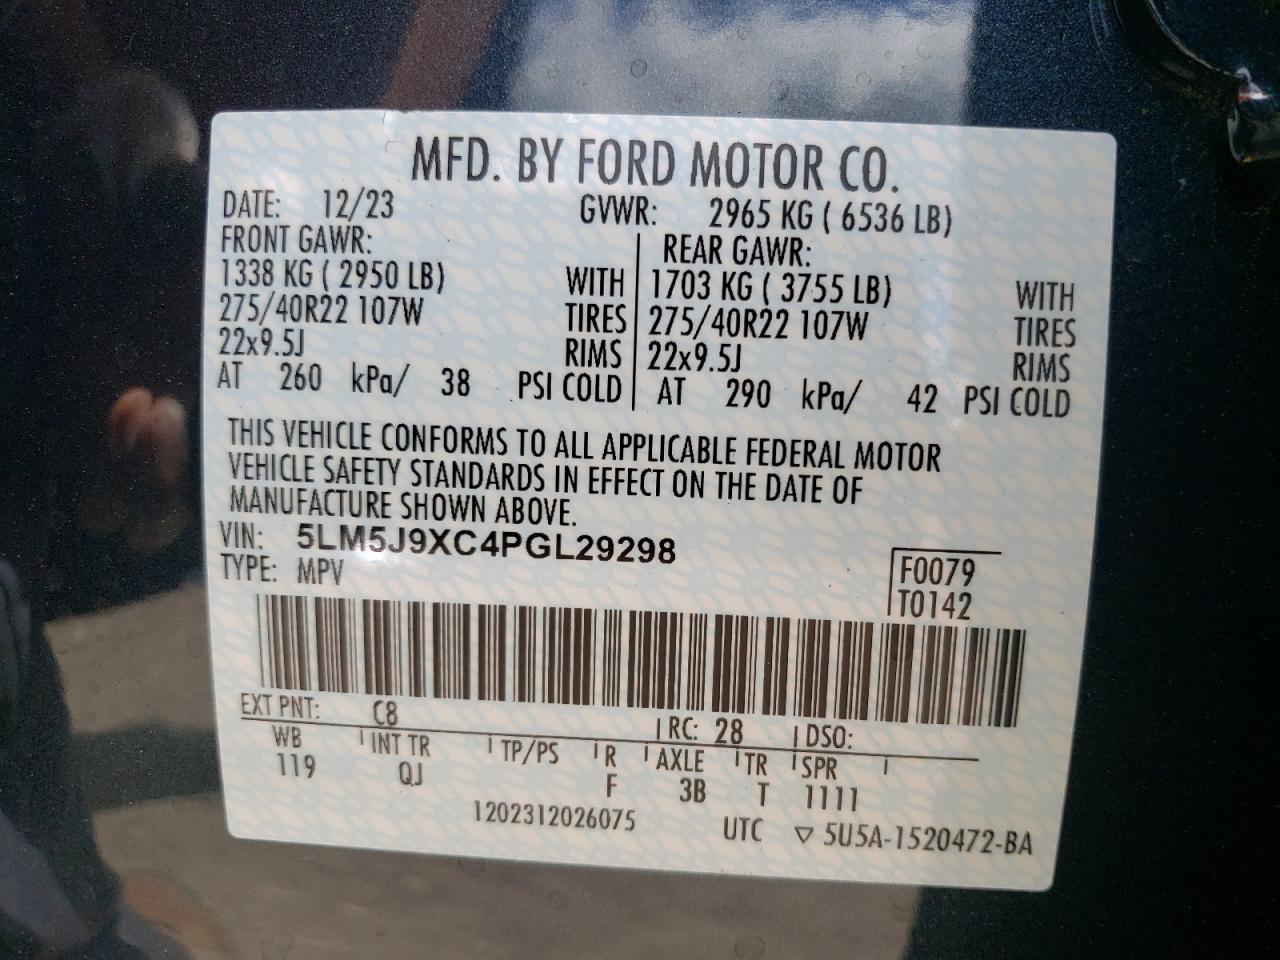 MFD. BY FORD MOTOR CO.
DATE: 12/23 GVWR: 2965 KG ( 6536 LB)
FRONT GAWR: REAR GAWR:
1338 KG ( 2950 LB) WITH 1703 KG ( 3755 LB) WITH
275/40R22 107W TIRES 275/40R22 107W TIRES
22x9.5J RIMS 22x9.5J RIMS
AT 260 kPa/ 38 PSI COLD AT 290 kPa/ 42 PSI COLD
THIS VEHICLE CONFORMS TO ALL APPLICABLE FEDERAL MOTOR
VEHICLE SAFETY STANDARDS IN EFFECT ON THE DATE OF
MANUFACTURE SHOWN ABOVE.
VIN: 5LM5J9XC4PGL29298
TYPE: MPV
F0079
T0142
EXT PNT: C8 RC: 28 DSO:
WB INT TR TP/PS R AXLE TR SPR
119 QJ F 3B T 1111
1202312026075 UTC ▽ 5U5A-1520472-BA